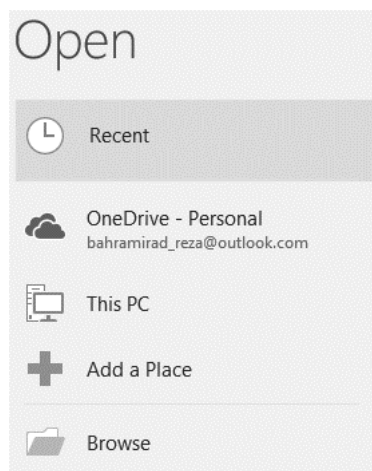 Open
Recent
OneDrive - Personal
bahramirad_reza@outlook.com
This PC
Add a Place
Browse